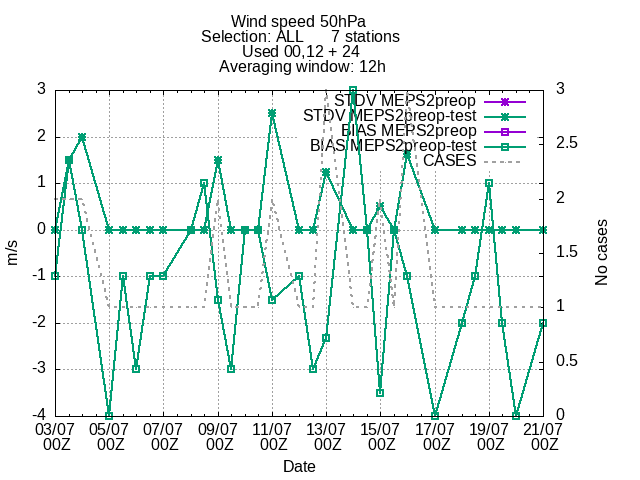 Wind speed 50hPa
Selection: ALL 7 stations
Used 00,12 + 24
Averaging window: 12h
STDV MEPS2preop
STDV MEPS2preop-test
BIAS MEPS2preop
BIAS MEPS2preop-test
CASES
3
2
1
0
-1
-2
-3
-4
m/s
3
2.5
2
1.5
1
0.5
0
No cases
03/07 05/07 07/07 09/07 11/07 13/07 15/07 17/07 19/07 21/07
00Z 00Z 00Z 00Z 00Z 00Z 00Z 00Z 00Z 00Z
Date